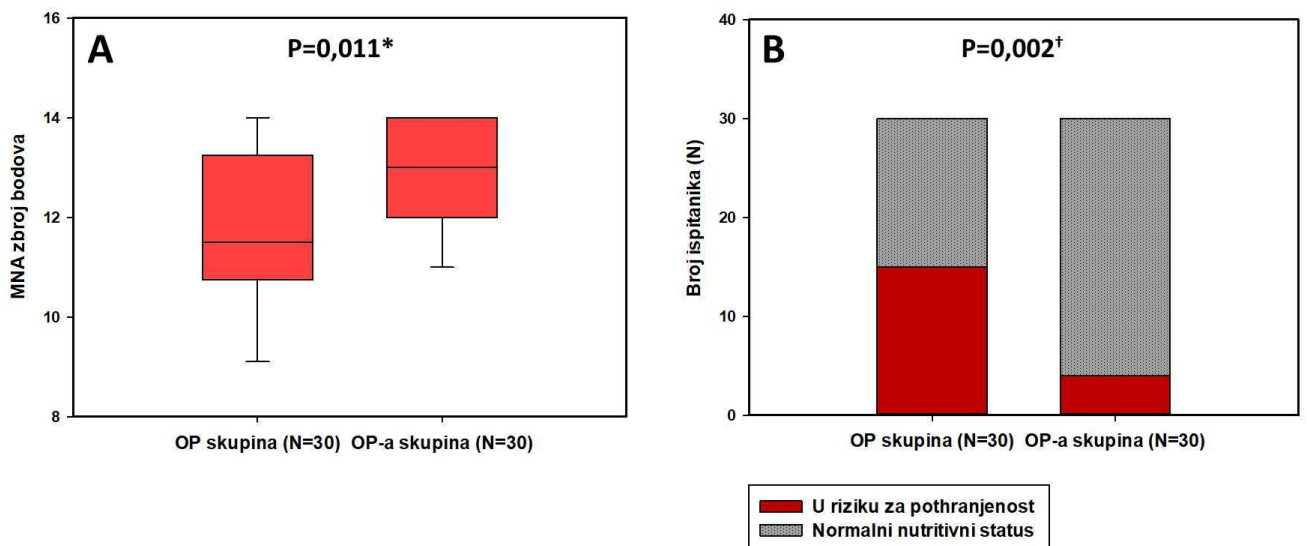 A
P=0,011*
16
14
12
10
8
MNA zbroj bodova
OP skupina (N=30) OP-a skupina (N=30)
B
P=0,002†
40
30
20
10
0
Broj ispitanika (N)
OP skupina (N=30) OP-a skupina (N=30)
U riziku za pothranjenost
Normalni nutritivni status